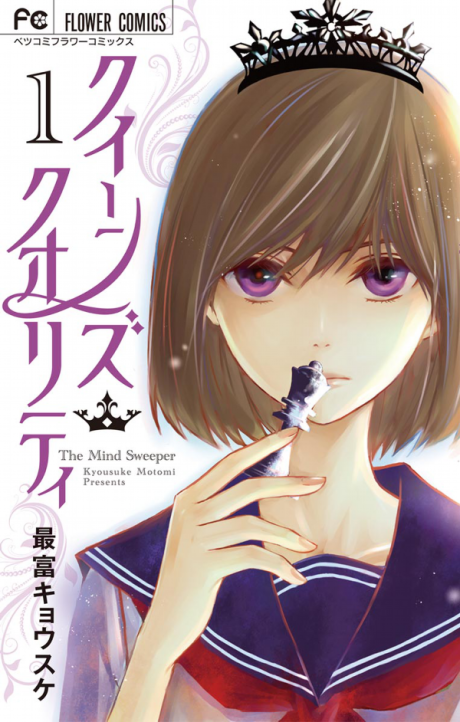 FC FLOWER COMICS
ベツコミフラワーコミックス
1
クイーンズ
クオリティ
The Mind Sweeper
Kyousuke Motomi
Presents
最富キョウスケ